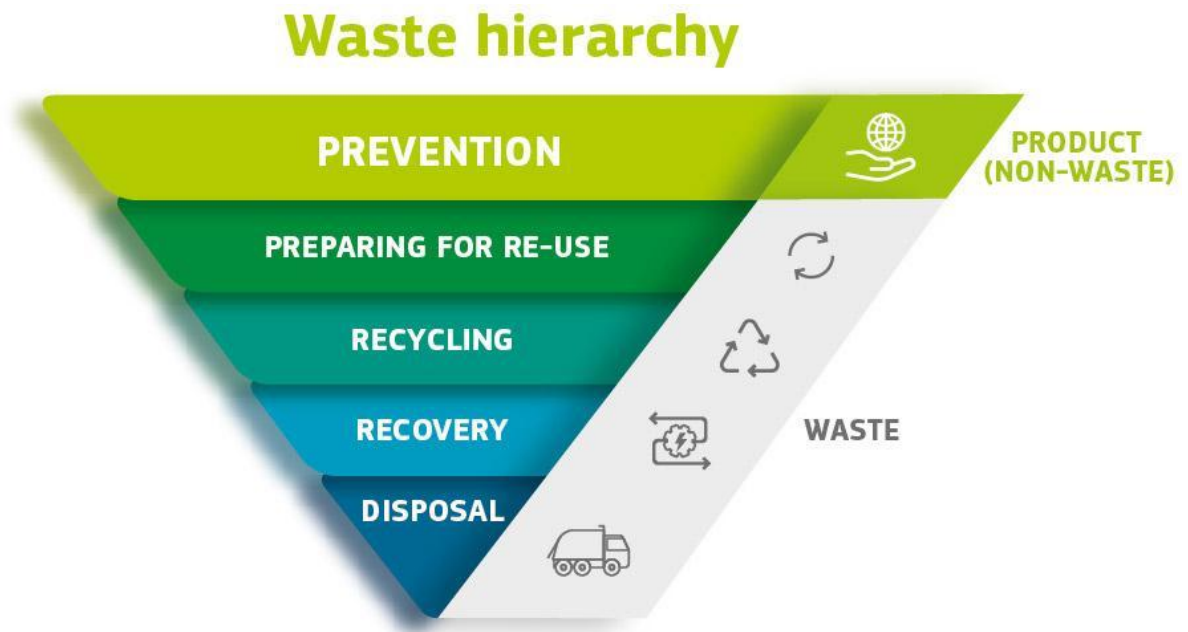 Waste hierarchy
PREVENTION
PRODUCT
(NON-WASTE)
PREPARING FOR RE-USE
RECYCLING
RECOVERY
WASTE
DISPOSAL